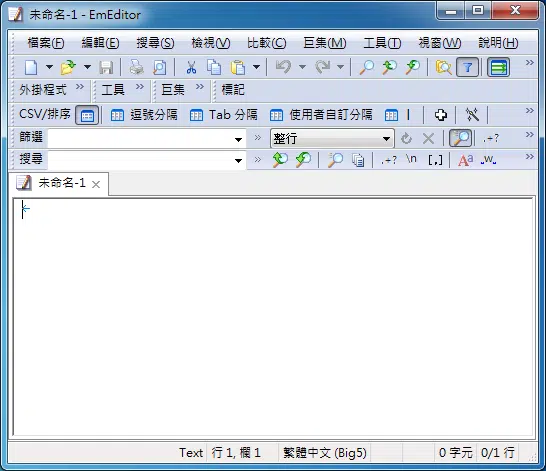 未命名-1 - EmEditor
檔案(F) 編輯(E) 搜尋(S) 檢視(V) 比較(C) 巨集(M) 工具(T) 視窗(W) 說明(H)
外掛程式 工具 巨集 標記
CSV/排序 逗號分隔 Tab 分隔 使用者自訂分隔
篩選 整行 .+?
搜尋 .+? \n [,] Aa .w.
未命名-1
Text 行 1, 欄 1 繁體中文 (Big5) 0 字元 0/1 行